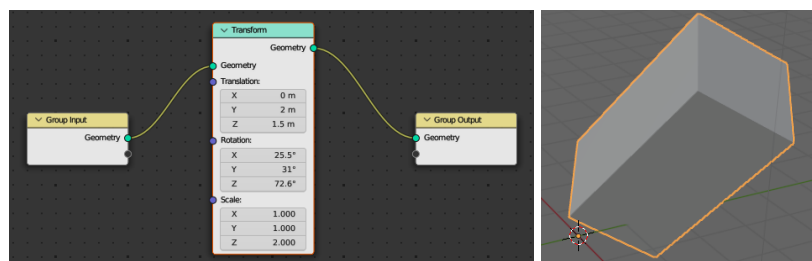 Transform
Geometry
Geometry
Translation:
X 0 m
Y 2 m
Z 1.5 m
Group Input
Geometry
Group Output
Geometry
Rotation:
X 25.5°
Y 31°
Z 72.6°
Scale:
X 1.000
Y 1.000
Z 2.000